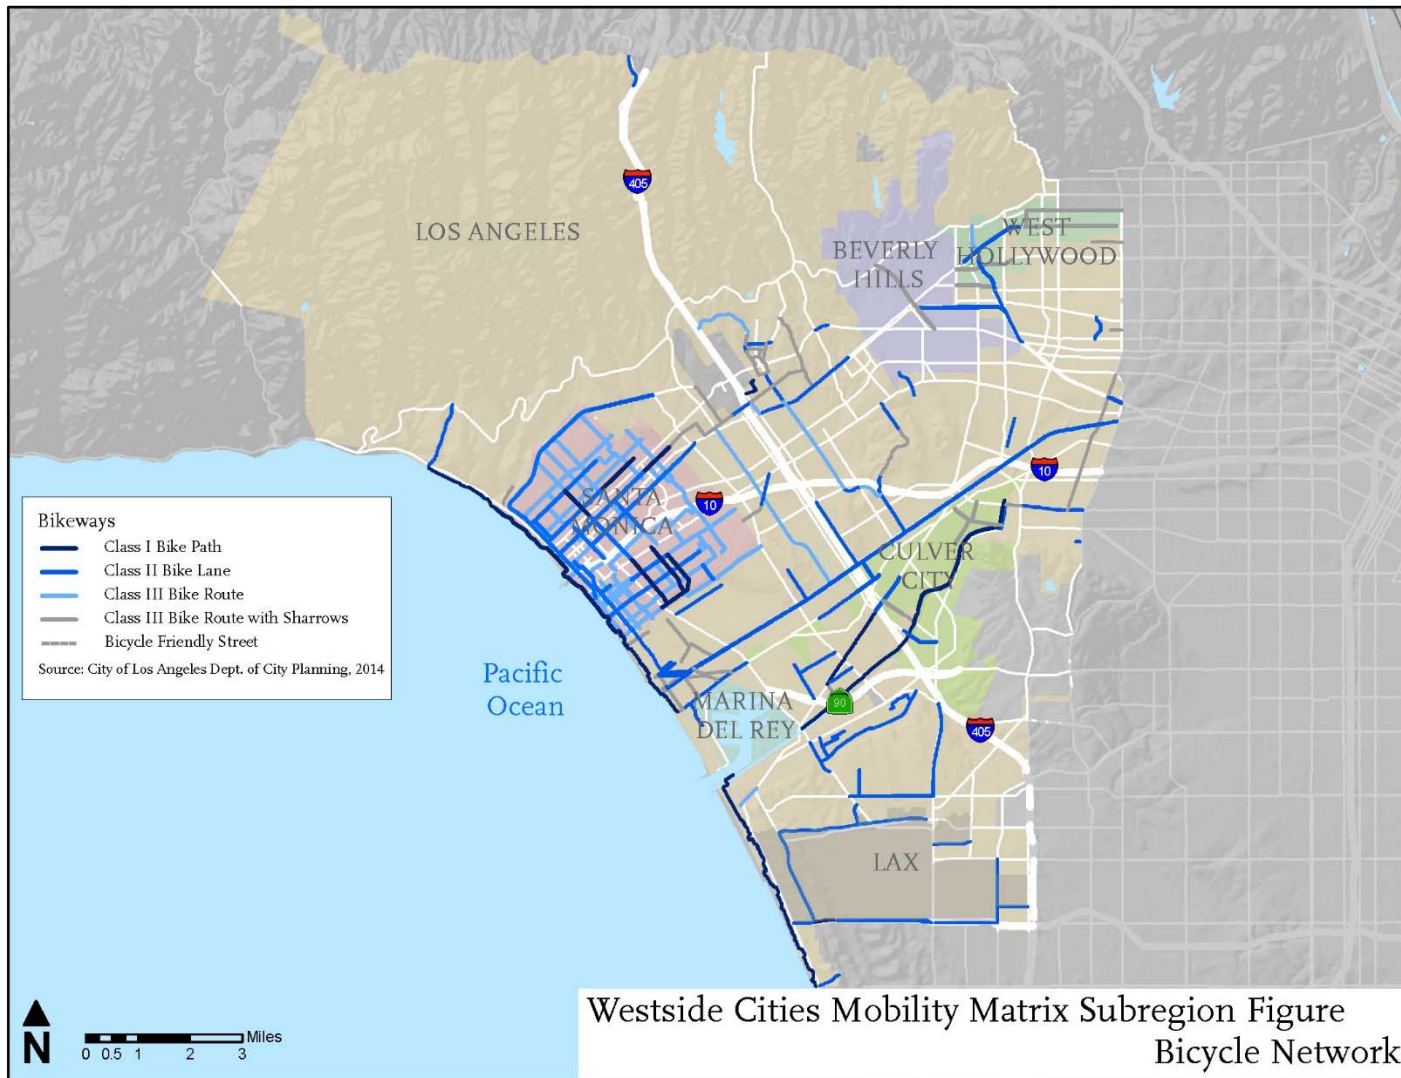 405
LOS ANGELES
WEST
HOLLYWOOD
BEVERLY
HILLS
10
SANTA
MONICA
10
CULVER
CITY
Bikeways
Class I Bike Path
Class II Bike Lane
Class III Bike Route
Class III Bike Route with Sharrows
Bicycle Friendly Street
Source: City of Los Angeles Dept. of City Planning, 2014
Pacific
Ocean
MARINA
DEL REY
90
405
LAX
N
0 0.5 1 2 3
Miles
Westside Cities Mobility Matrix Subregion Figure
Bicycle Network